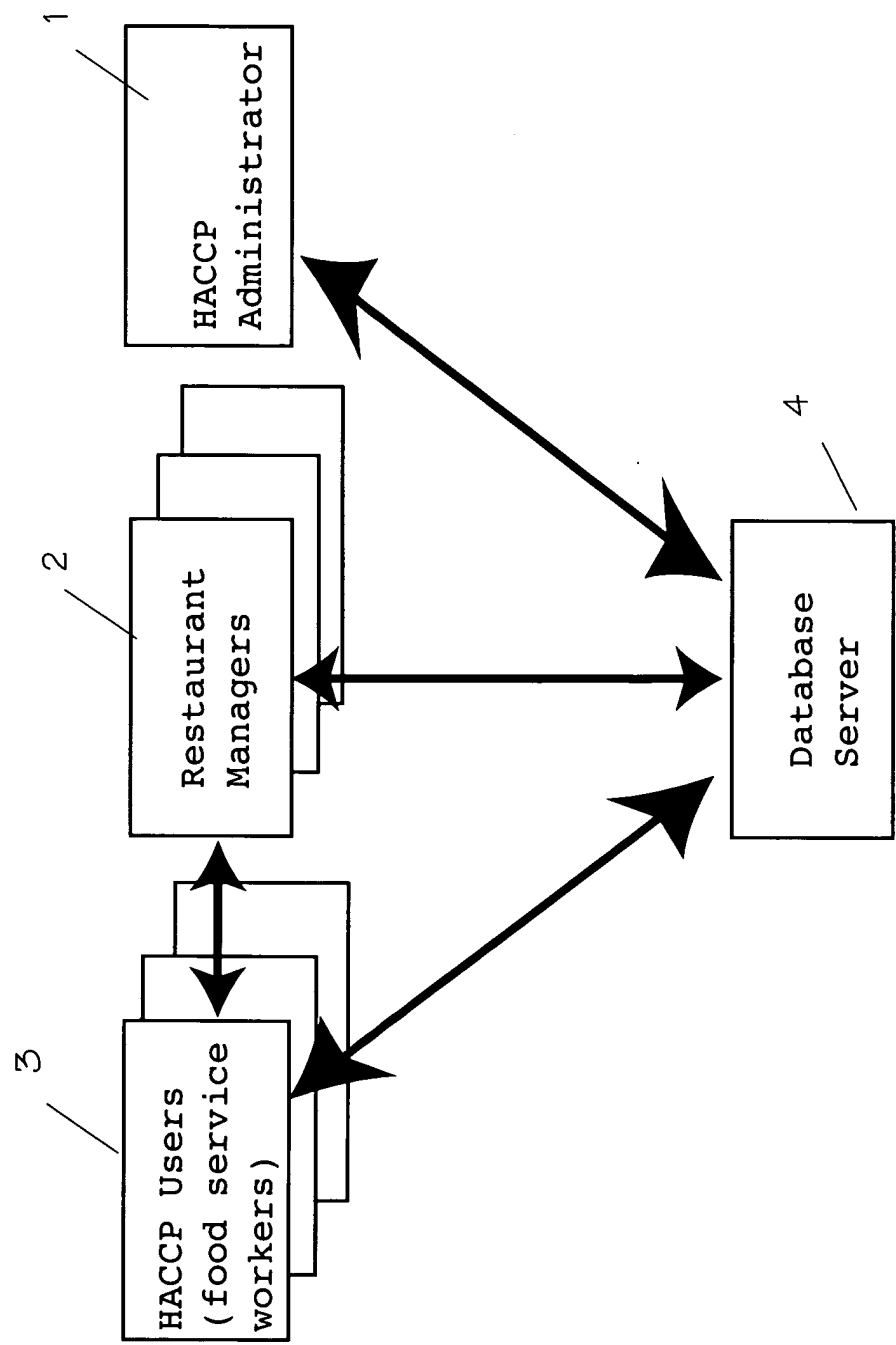 3
HACCP Users
(food service
workers)
2
Restaurant
Managers
1
HACCP
Administrator
4
Database
Server